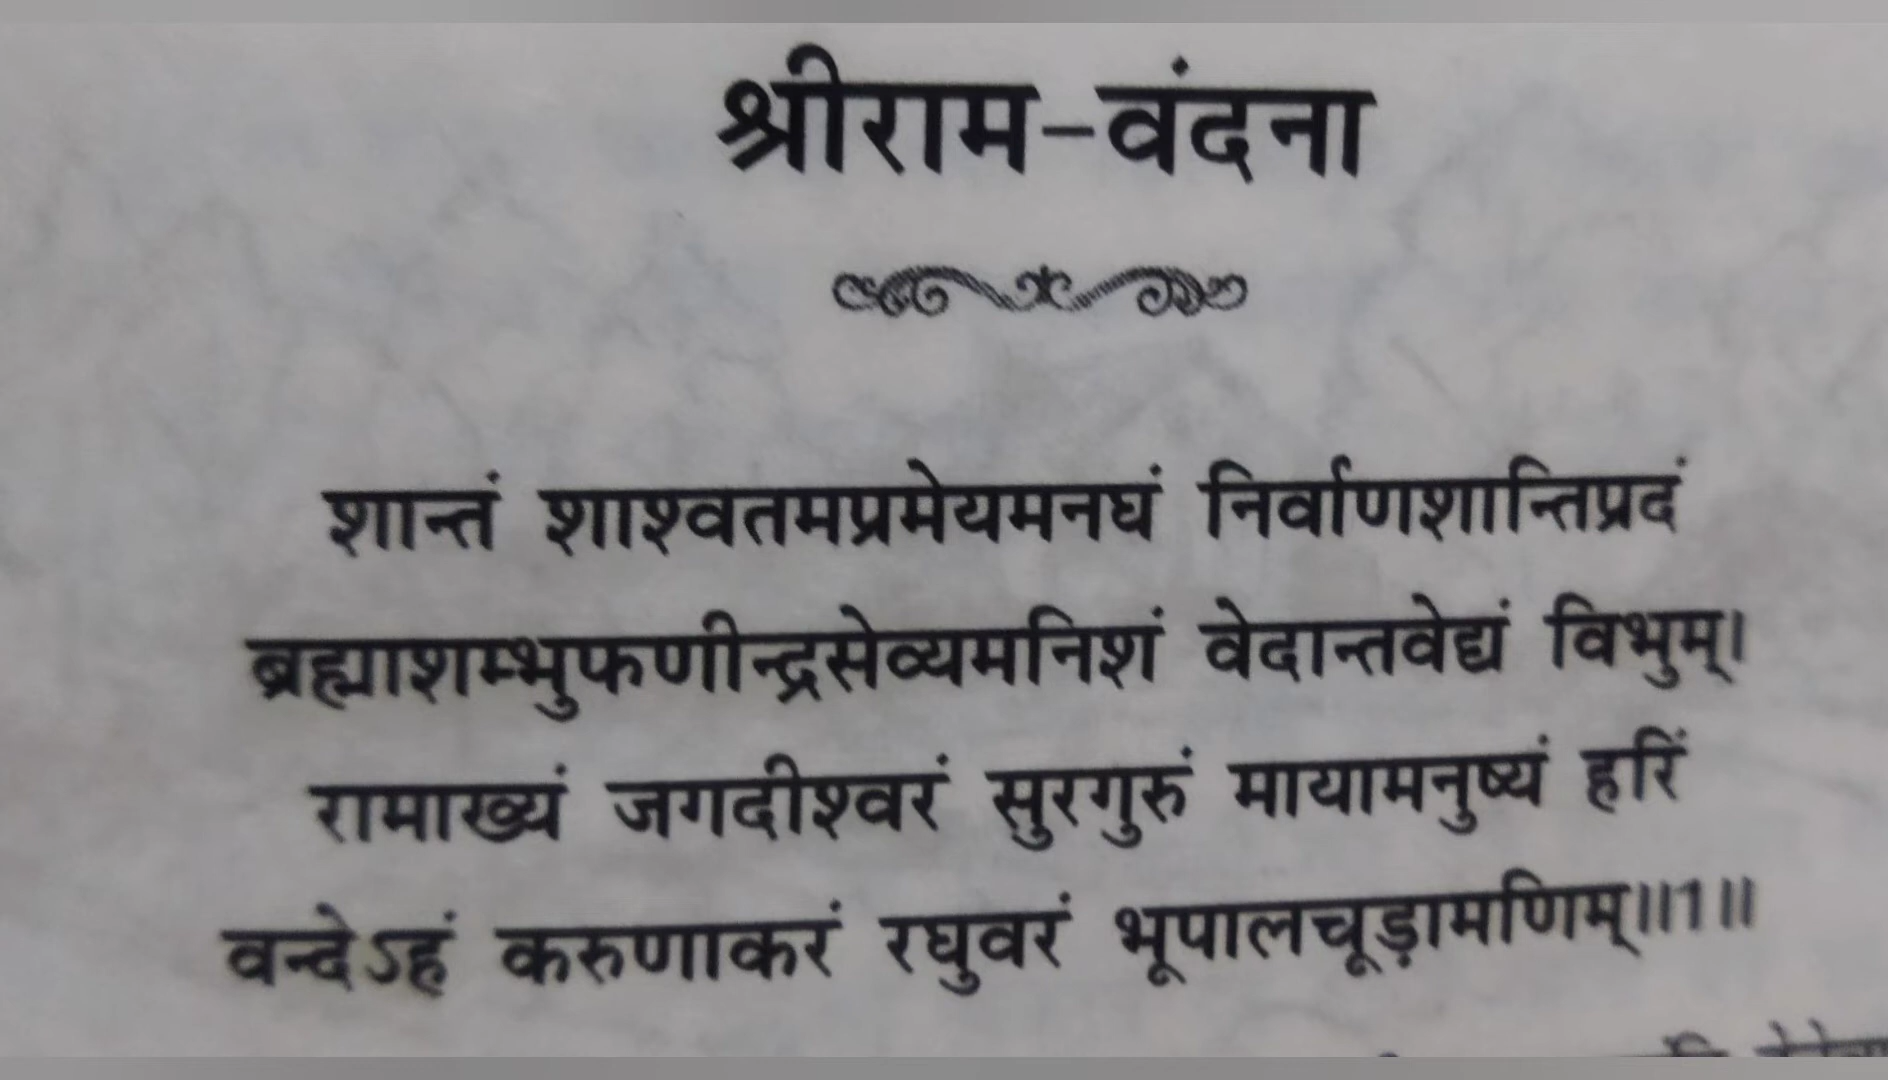 श्रीराम-वंदना
शान्तं शाश्वतमप्रमेयमनघं निर्वाणशान्तिप्रदं
ब्रह्माशम्भुफणीन्द्रसेव्यमनिशं वेदान्तवेद्यं विभुम्।
रामाख्यं जगदीश्वरं सुरगुरुं मायामनुष्यं हरिं
वन्देऽहं करुणाकरं रघुवरं भूपालचूड़ामणिम्॥1॥